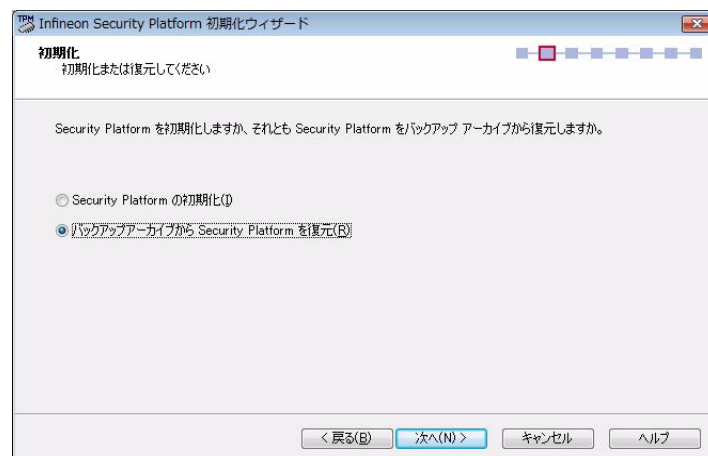 TPM Infineon Security Platform 初期化ウィザード
初期化
初期化または復元してください
Security Platform を初期化しますか、それとも Security Platform をバックアップ アーカイブから復元しますか。
Security Platform の初期化(I)
バックアップアーカイブから Security Platform を復元(R)
< 戻る(B) 次へ(N) > キャンセル ヘルプ